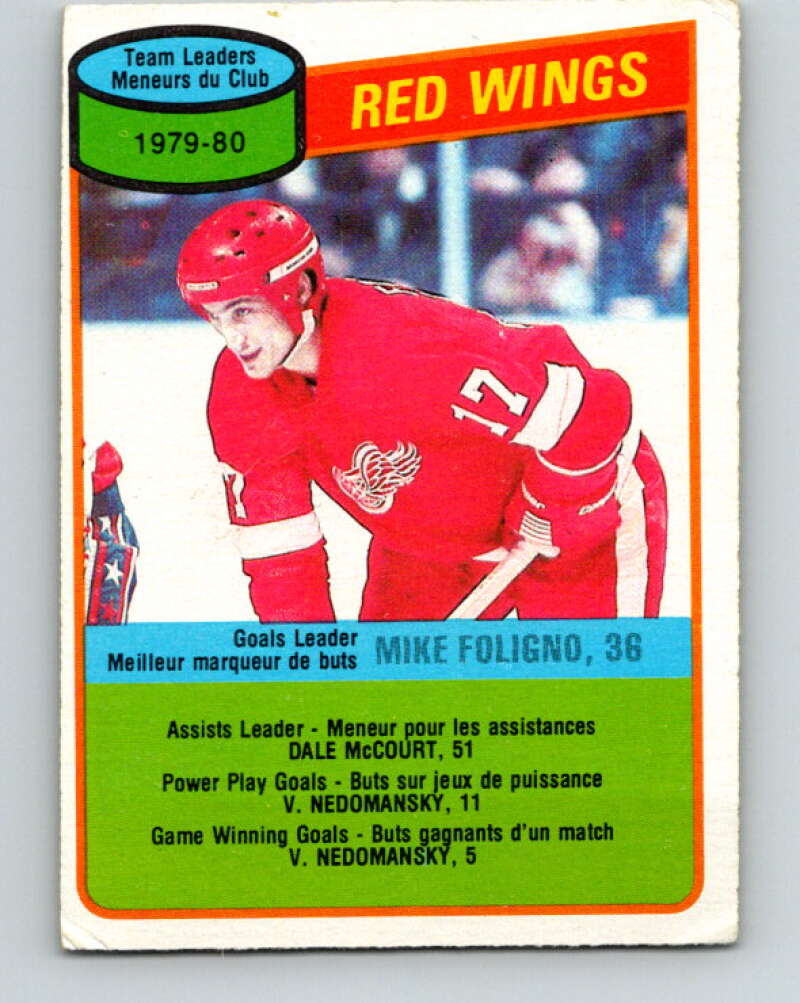 Team Leaders
Meneurs du Club
1979-80
RED WINGS
17
17
Goals Leader
Meilleur marqueur de buts
MIKE FOLIGNO, 36
Assists Leader - Meneur pour les assistances
DALE McCOURT, 51
Power Play Goals - Buts sur jeux de puissance
V. NEDOMANSKY, 11
Game Winning Goals - Buts gagnants d'un match
V. NEDOMANSKY, 5